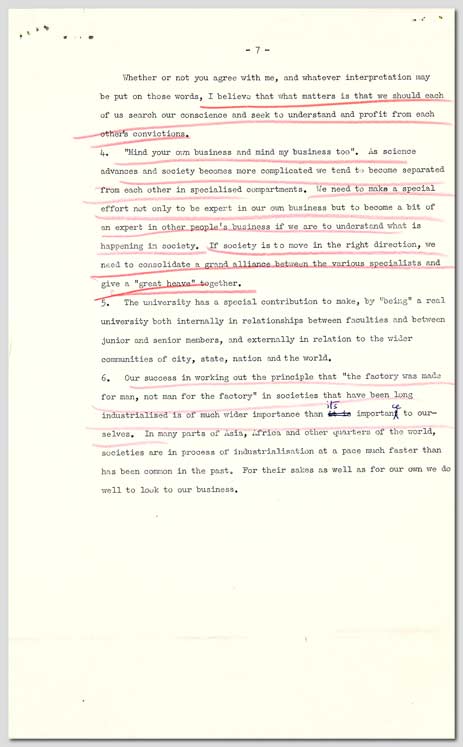 - 7 -
Whether or not you agree with me, and whatever interpretation may
be put on those words, I believe that what matters is that we should each
of us search our conscience and seek to understand and profit from each
other's convictions.
4. "Mind your own business and mind my business too". As science
advances and society becomes more complicated we tend to become separated
from each other in specialised compartments. We need to make a special
effort not only to be expert in our own business but to become a bit of
an expert in other people's business if we are to understand what is
happening in society. If society is to move in the right direction, we
need to consolidate a grand alliance between the various specialists and
give a "great heave" together.
5. The university has a special contribution to make, by "being" a real
university both internally in relationships between faculties and between
junior and senior members, and externally in relation to the wider
communities of city, state, nation and the world.
6. Our success in working out the principle that "the factory was made
for man, not man for the factory" in societies that have been long
its
ce
industrialised is of much wider importance than it is important to our-
selves. In many parts of Asia, Africa and other quarters of the world,
societies are in process of industrialisation at a pace much faster than
has been common in the past. For their sakes as well as for our own we do
well to look to our business.